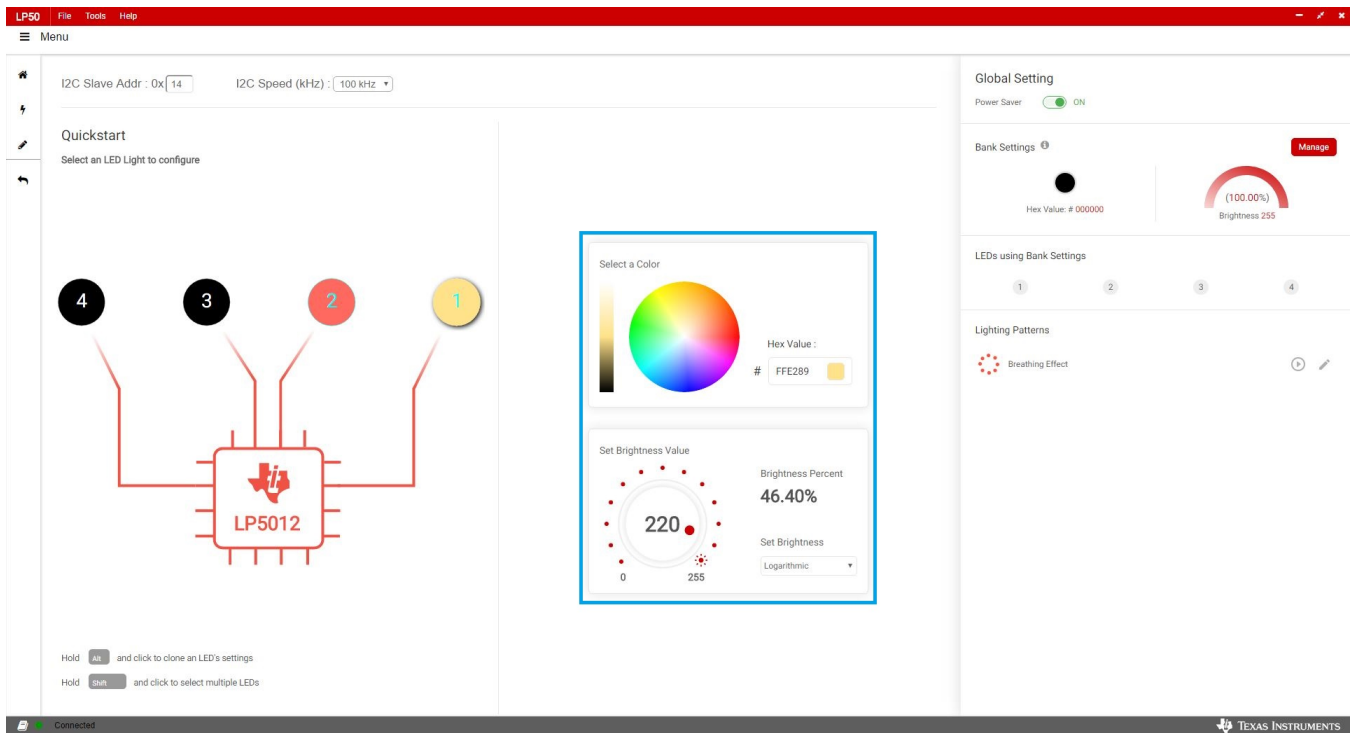 LP50 File Tools Help
Menu
I2C Slave Addr : 0x 14 I2C Speed (kHz) : 100 kHz
Quickstart
Select an LED Light to configure
4 3 2 1
LP5012
Hold Alt and click to clone an LED's settings
Hold Shift and click to select multiple LEDs
Select a Color
Hex Value :
# FFE289
Set Brightness Value
220
0 255
Brightness Percent
46.40%
Set Brightness
Logarithmic
Global Setting
Power Saver ON
Bank Settings Manage
Hex Value: # 000000
(100.00%)
Brightness 255
LEDs using Bank Settings
1 2 3 4
Lighting Patterns
Breathing Effect
Connected
TEXAS INSTRUMENTS